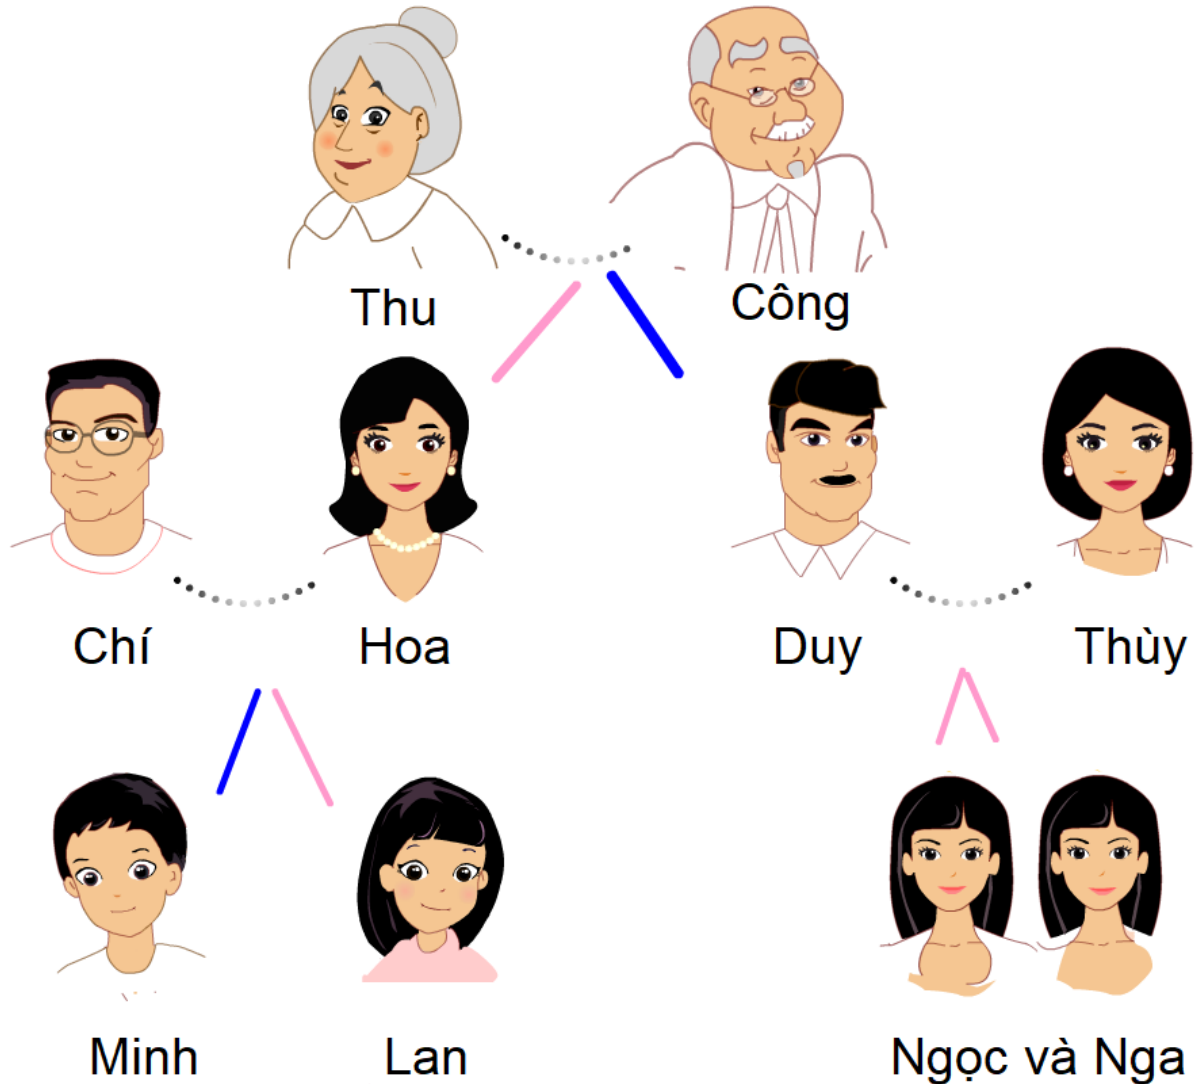 Thu
Công
Chí
Hoa
Duy
Thùy
Minh
Lan
Ngọc và Nga